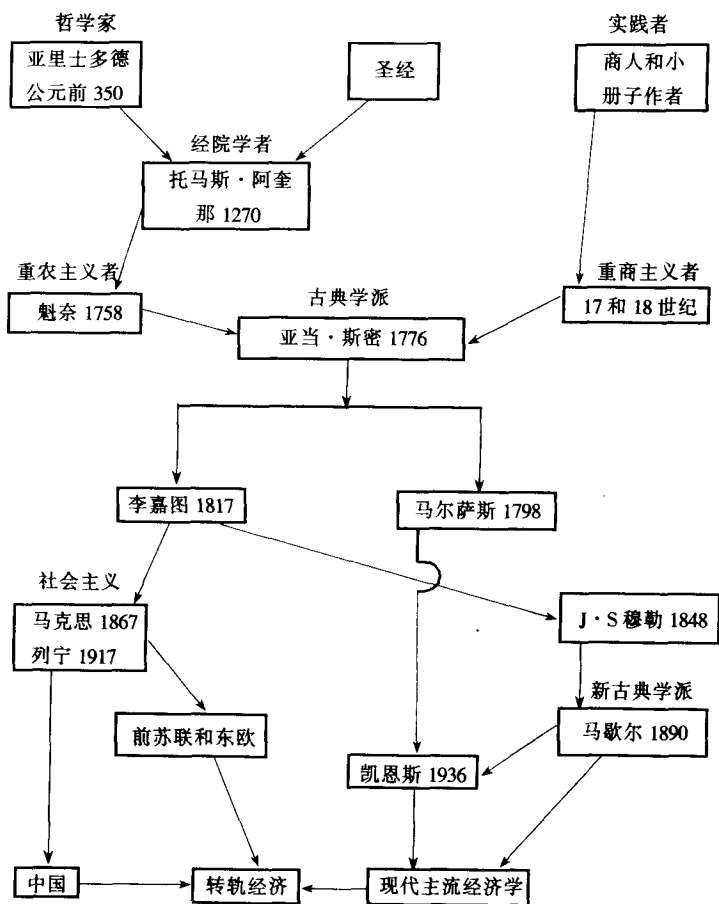 哲学家
实践者
亚里士多德
公元前 350
圣经
商人和小
册子作者
经院学者
托马斯·阿奎
那 1270
重农主义者
重商主义者
魁奈 1758
古典学派
17 和 18 世纪
亚当·斯密 1776
李嘉图 1817
马尔萨斯 1798
社会主义
马克思 1867
列宁 1917
J·S 穆勒 1848
新古典学派
前苏联和东欧
马歇尔 1890
凯恩斯 1936
中国
转轨经济
现代主流经济学